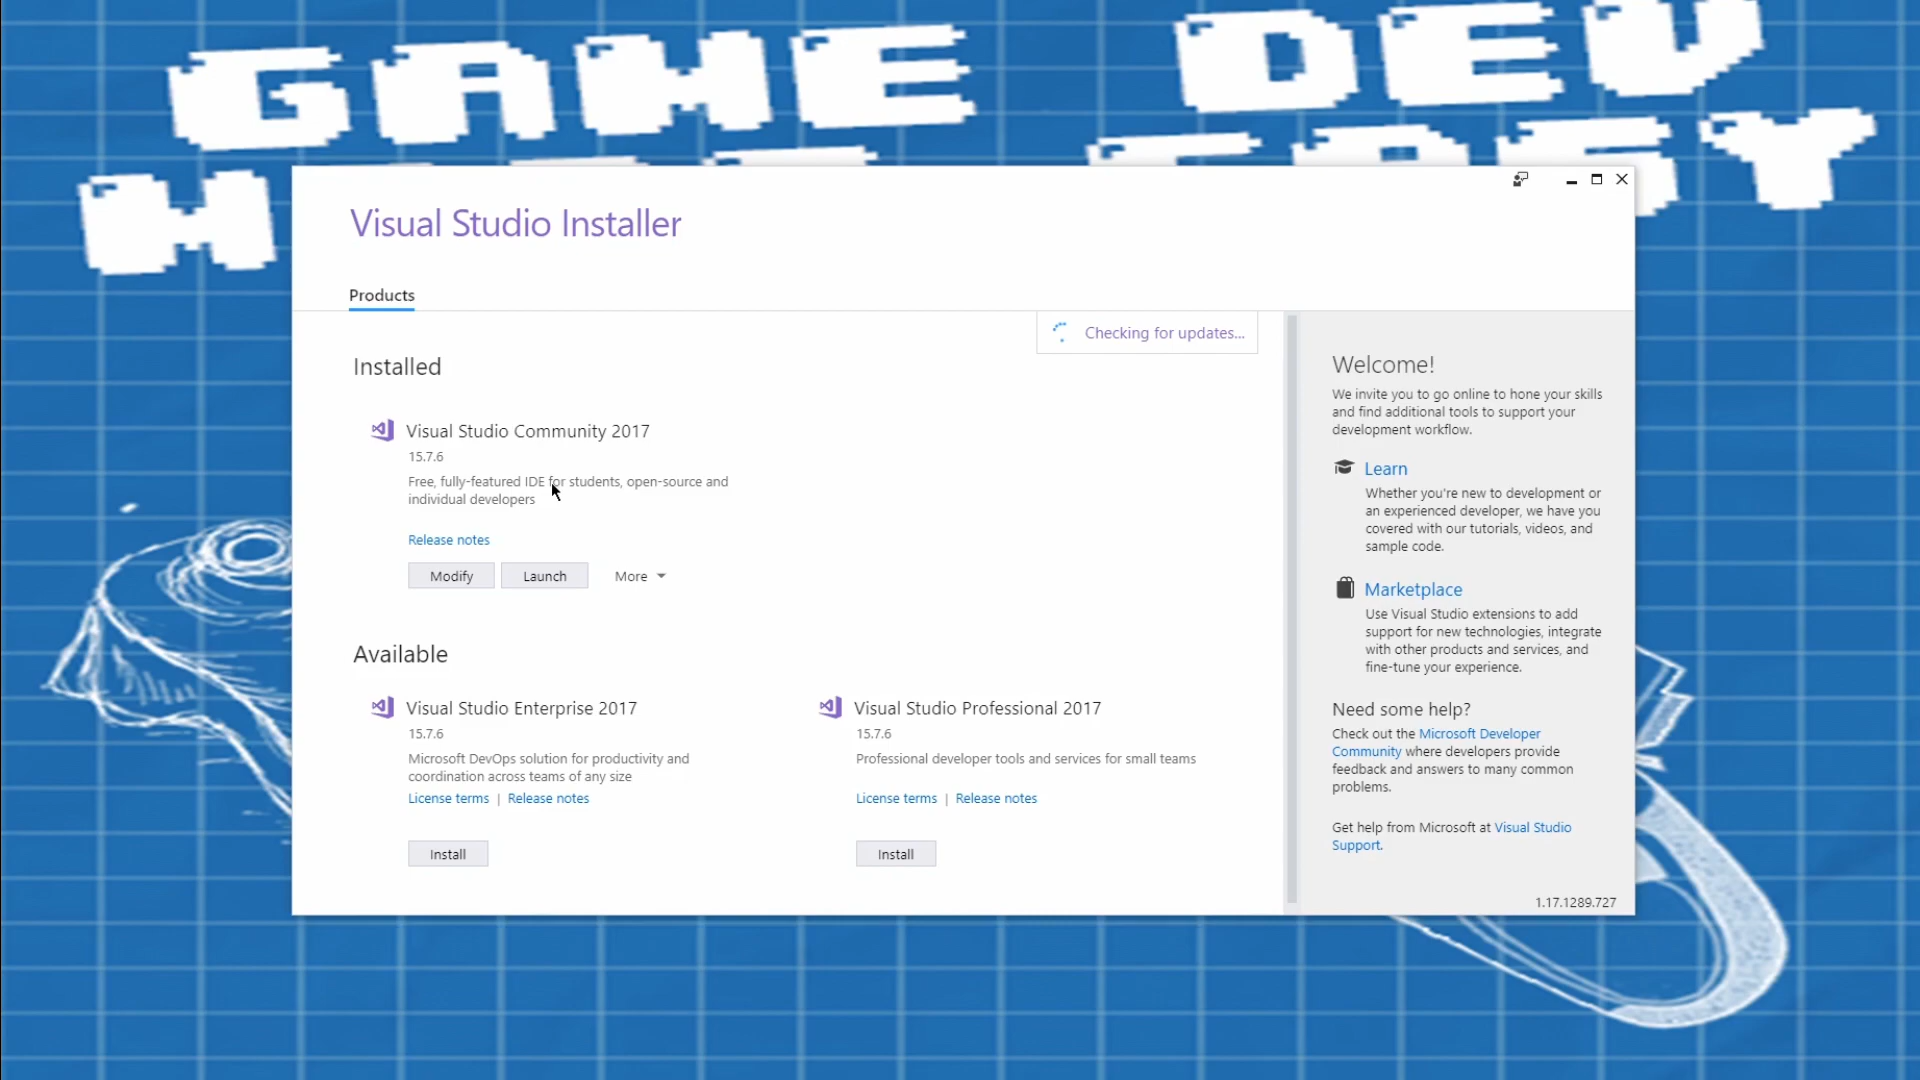 GAME DEV
M
EASY
Visual Studio Installer
Products
Checking for updates...
Installed
Visual Studio Community 2017
15.7.6
Free, fully-featured IDE for students, open-source and
individual developers
Release notes
Modify Launch More
Available
Visual Studio Enterprise 2017
15.7.6
Microsoft DevOps solution for productivity and
coordination across teams of any size
License terms | Release notes
Install
Visual Studio Professional 2017
15.7.6
Professional developer tools and services for small teams
License terms | Release notes
Install
Welcome!
We invite you to go online to hone your skills
and find additional tools to support your
development workflow.
Learn
Whether you're new to development or
an experienced developer, we have you
covered with our tutorials, videos, and
sample code.
Marketplace
Use Visual Studio extensions to add
support for new technologies, integrate
with other products and services, and
fine-tune your experience.
Need some help?
Check out the Microsoft Developer
Community where developers provide
feedback and answers to many common
problems.
Get help from Microsoft at Visual Studio
Support.
1.17.1289.727